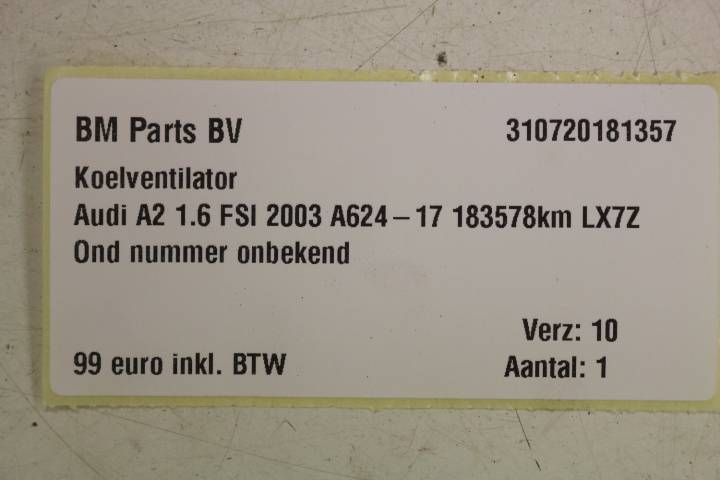 BM Parts BV 310720181357
Koelventilator
Audi A2 1.6 FSI 2003 A624-17 183578km LX7Z
Ond nummer onbekend
Verz: 10
99 euro inkl. BTW Aantal: 1